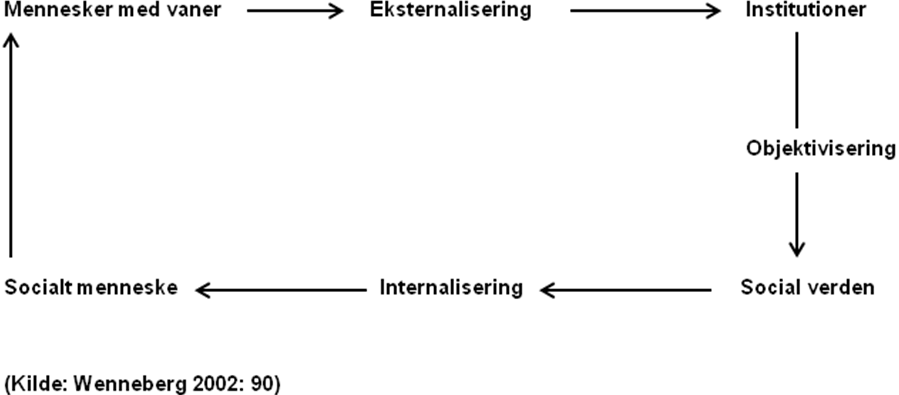 Mennesker med vaner Eksternalisering Institutioner
Objektivisering
Socialt menneske Internalisering Social verden
(Kilde: Wenneberg 2002: 90)